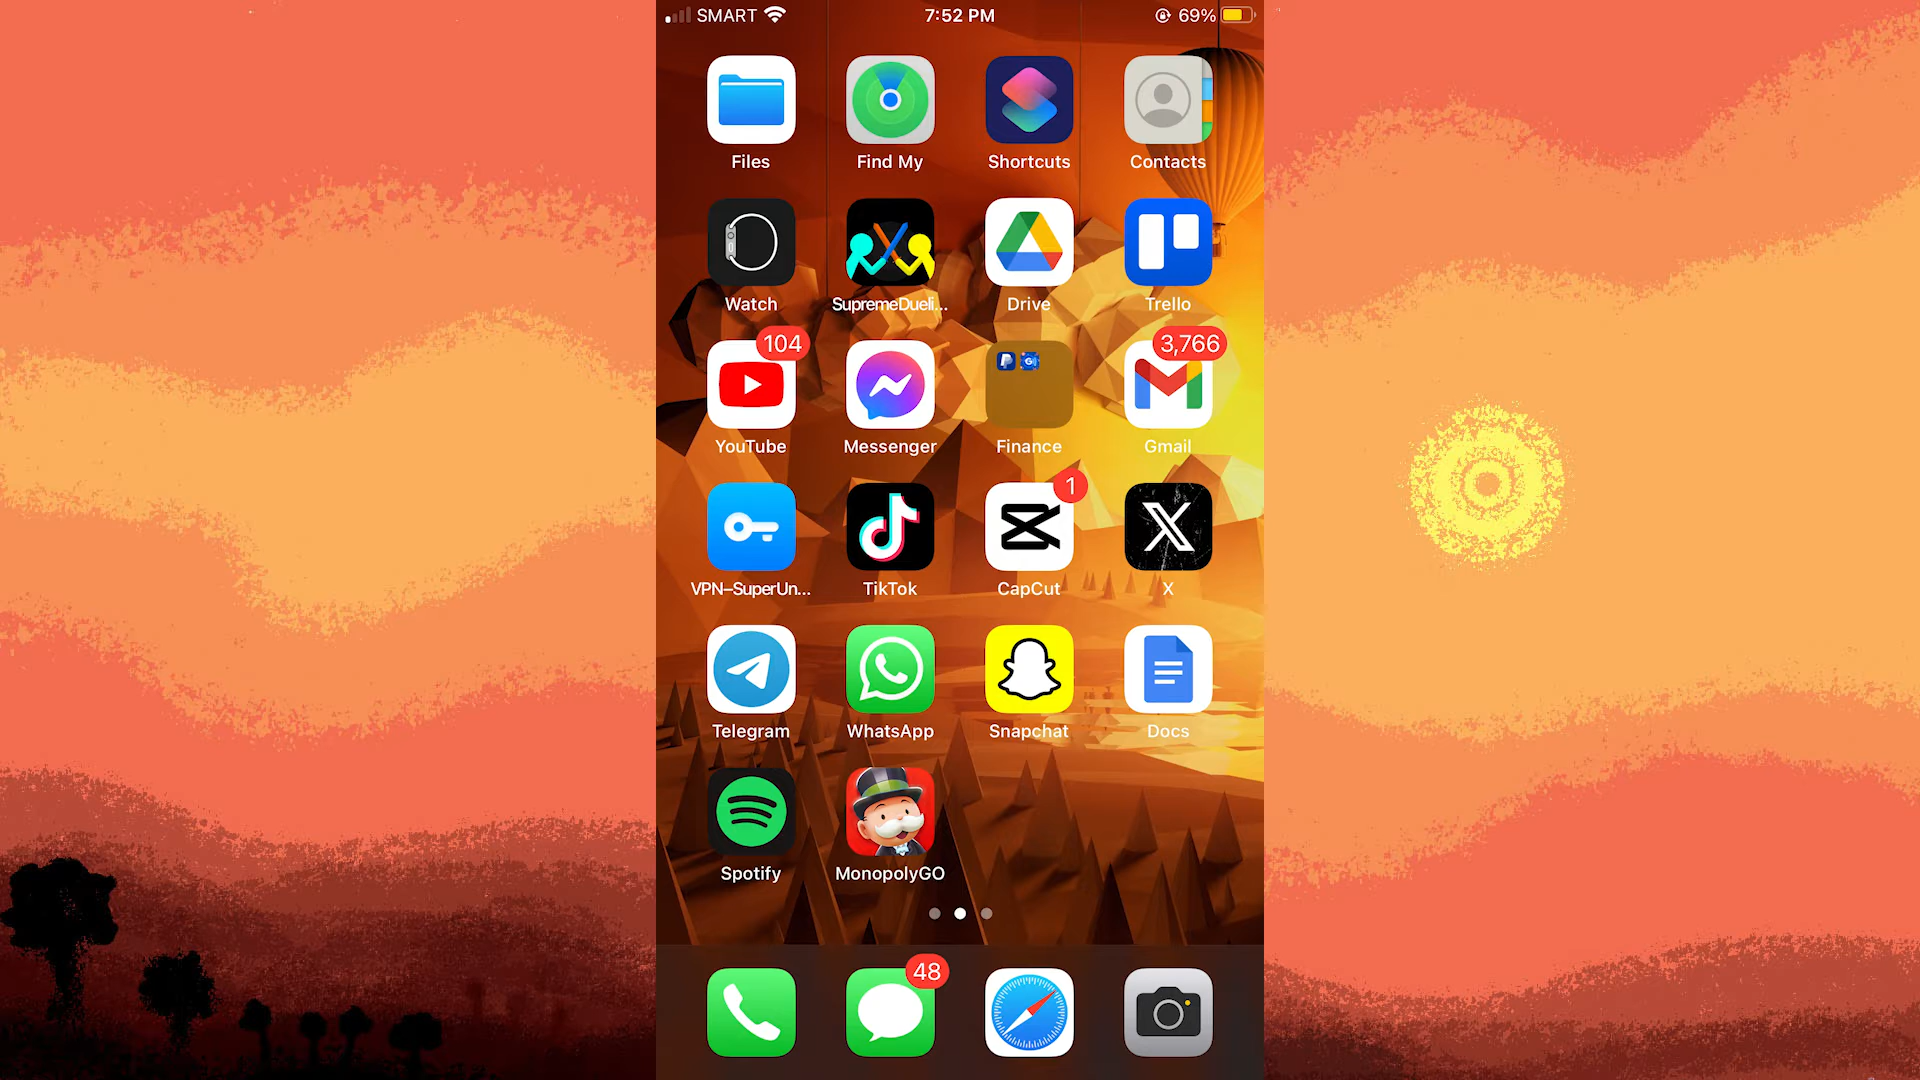 SMART 7:52 PM 69%
Files Find My Shortcuts Contacts
Watch SupremeDueli... Drive Trello
104 3,766
YouTube Messenger Finance Gmail
1
VPN–SuperUn... TikTok CapCut X
Telegram WhatsApp Snapchat Docs
Spotify MonopolyGO
48